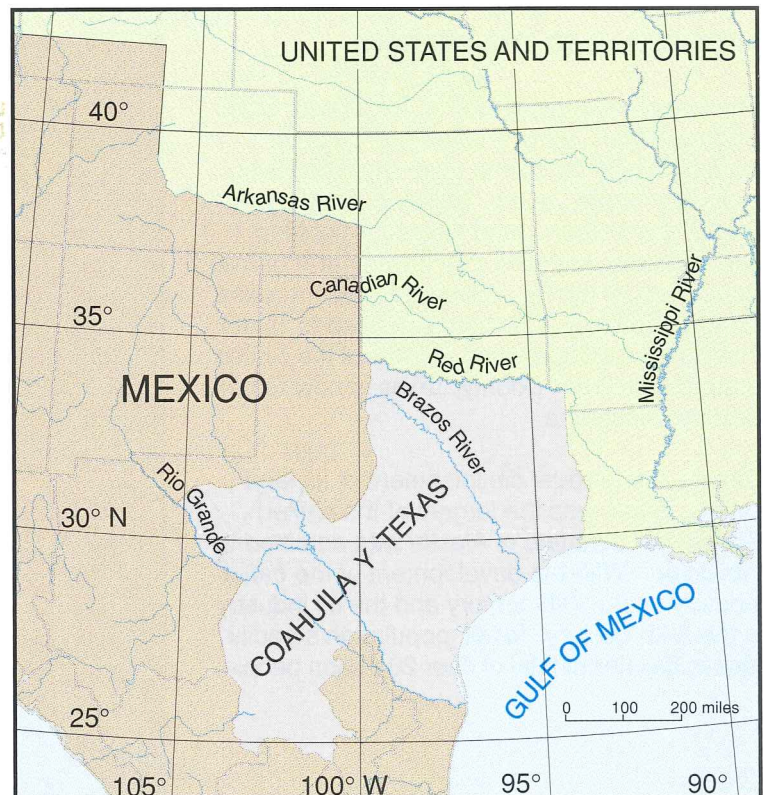 UNITED STATES AND TERRITORIES
40°
Arkansas River
Canadian River
Mississippi River
35°
Red River
MEXICO
Brazos River
Rio Grande
30° N
COAHUILA Y TEXAS
GULF OF MEXICO
0 100 200 miles
25°
105° 100° W 95° 90°